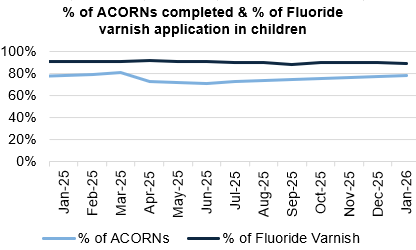 % of ACORNs completed & % of Fluoride
varnish application in children
100%
80%
60%
40%
20%
0%
Jan-25
Feb-25
Mar-25
Apr-25
May-25
Jun-25
Jul-25
Aug-25
Sep-25
Oct-25
Nov-25
Dec-25
Jan-26
% of ACORNs
% of Fluoride Varnish